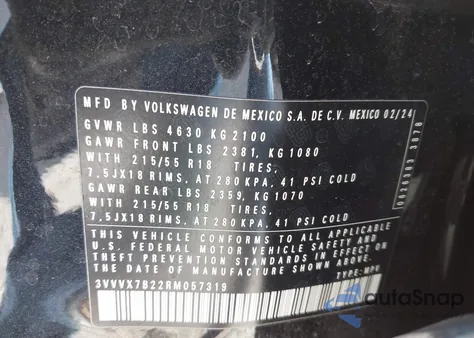 MFD BY VOLKSWAGEN DE MEXICO S.A. DE C.V. MEXICO 02/24
GVWR LBS 4630 KG 2100
GAWR FRONT LBS 2381, KG 1080
WITH 215/55 R18 TIRES,
7.5JX18 RIMS, AT 280 KPA, 41 PSI COLD
GAWR REAR LBS 2359, KG 1070
WITH 215/55 R18 TIRES,
7.5JX18 RIMS, AT 280 KPA, 41 PSI COLD
THIS VEHICLE CONFORMS TO ALL APPLICABLE
U.S. FEDERAL MOTOR VEHICLE SAFETY AND
THEFT PREVENTION STANDARDS IN EFFECT ON
THE DATE OF MANUFACTURE SHOWN ABOVE
3VVVX7B22RM057319
TYPE: MPV
autaSnap